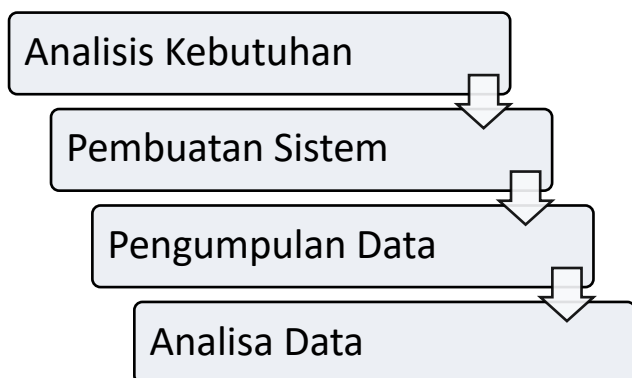 Analisis Kebutuhan
Pembuatan Sistem
Pengumpulan Data
Analisa Data